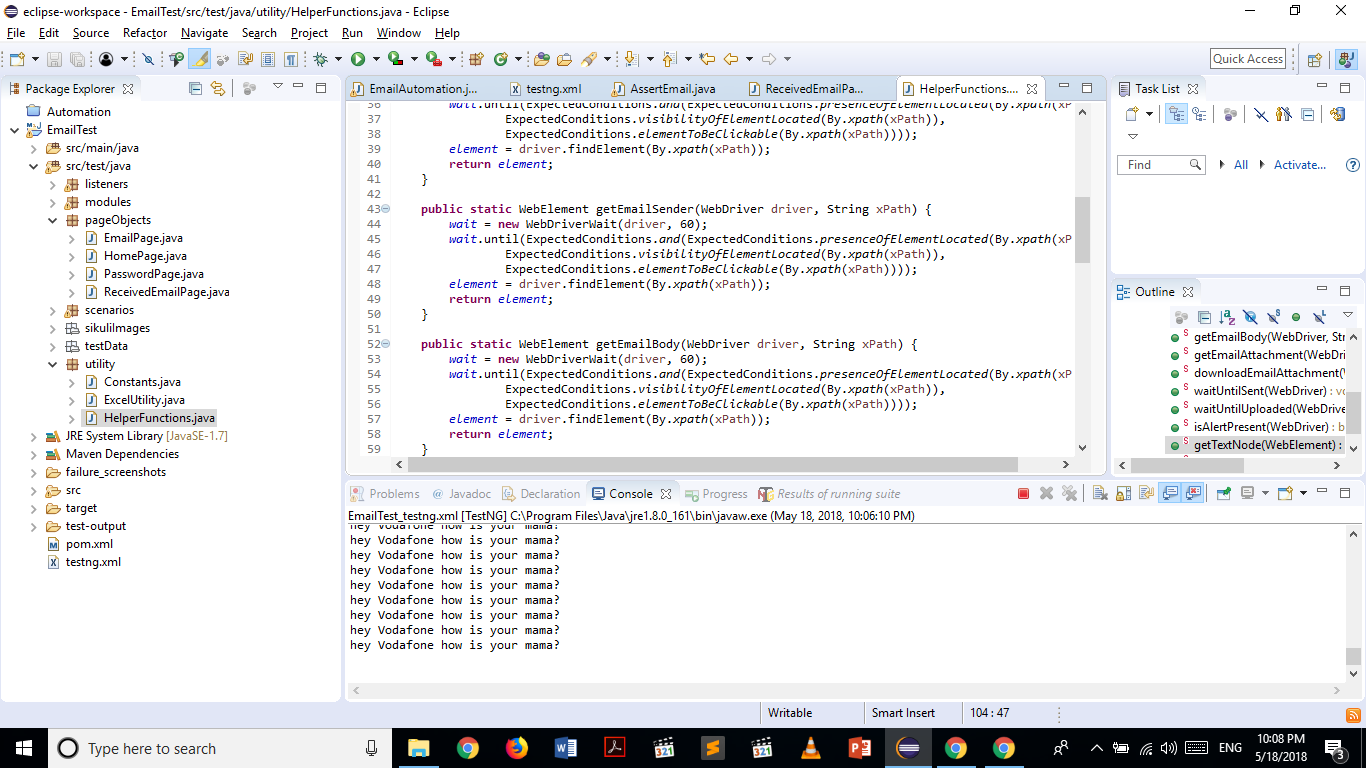 eclipse-workspace - EmailTest/src/test/java/utility/HelperFunctions.java - Eclipse
File Edit Source Refactor Navigate Search Project Run Window Help
Quick Access
Package Explorer
Automation
EmailTest
src/main/java
src/test/java
listeners
modules
pageObjects
EmailPage.java
HomePage.java
PasswordPage.java
ReceivedEmailPage.java
scenarios
sikuliImages
testData
utility
Constants.java
ExcelUtility.java
HelperFunctions.java
JRE System Library [JavaSE-1.7]
Maven Dependencies
failure_screenshots
src
target
test-output
pom.xml
testng.xml
EmailAutomation.j... testng.xml AssertEmail.java ReceivedEmailPa... HelperFunctions....
36 wait.until(ExpectedConditions.and(ExpectedConditions.presenceOfElementLocated(By.xpath(xP
37 ExpectedConditions.visibilityOfElementLocated(By.xpath(xPath)),
38 ExpectedConditions.elementToBeClickable(By.xpath(xPath))));
39 element = driver.findElement(By.xpath(xPath));
40 return element;
41 }
42
43 public static WebElement getEmailSender(WebDriver driver, String xPath) {
44 wait = new WebDriverWait(driver, 60);
45 wait.until(ExpectedConditions.and(ExpectedConditions.presenceOfElementLocated(By.xpath(xP
46 ExpectedConditions.visibilityOfElementLocated(By.xpath(xPath)),
47 ExpectedConditions.elementToBeClickable(By.xpath(xPath))));
48 element = driver.findElement(By.xpath(xPath));
49 return element;
50 }
51
52 public static WebElement getEmailBody(WebDriver driver, String xPath) {
53 wait = new WebDriverWait(driver, 60);
54 wait.until(ExpectedConditions.and(ExpectedConditions.presenceOfElementLocated(By.xpath(xP
55 ExpectedConditions.visibilityOfElementLocated(By.xpath(xPath)),
56 ExpectedConditions.elementToBeClickable(By.xpath(xPath))));
57 element = driver.findElement(By.xpath(xPath));
58 return element;
59 }
Task List
Find All Activate...
Outline
getEmailBody(WebDriver, Str
getEmailAttachment(WebDri
downloadEmailAttachment(
waitUntilSent(WebDriver) : vo
waitUntilUploaded(WebDrive
isAlertPresent(WebDriver) : b
getTextNode(WebElement) :
Problems Javadoc Declaration Console Progress Results of running suite
EmailTest_testng.xml [TestNG] C:\Program Files\Java\jre1.8.0_161\bin\javaw.exe (May 18, 2018, 10:06:10 PM)
hey Vodafone how is your mama?
hey Vodafone how is your mama?
hey Vodafone how is your mama?
hey Vodafone how is your mama?
hey Vodafone how is your mama?
hey Vodafone how is your mama?
hey Vodafone how is your mama?
hey Vodafone how is your mama?
hey Vodafone how is your mama?
Writable Smart Insert 104 : 47
Type here to search
ENG
10:08 PM
5/18/2018
3